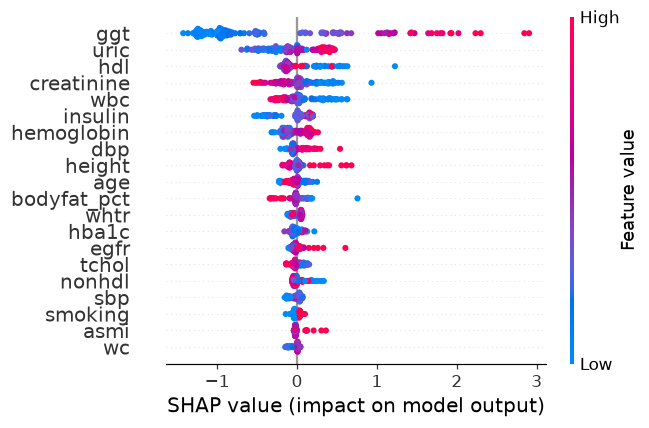 High
ggt
uric
hdl
creatinine
wbc
insulin
hemoglobin
dbp
height
age
bodyfat_pct
whtr
hba1c
egfr
tchol
nonhdl
sbp
smoking
asmi
wc
Low
Feature value
−1 0 1 2 3
SHAP value (impact on model output)